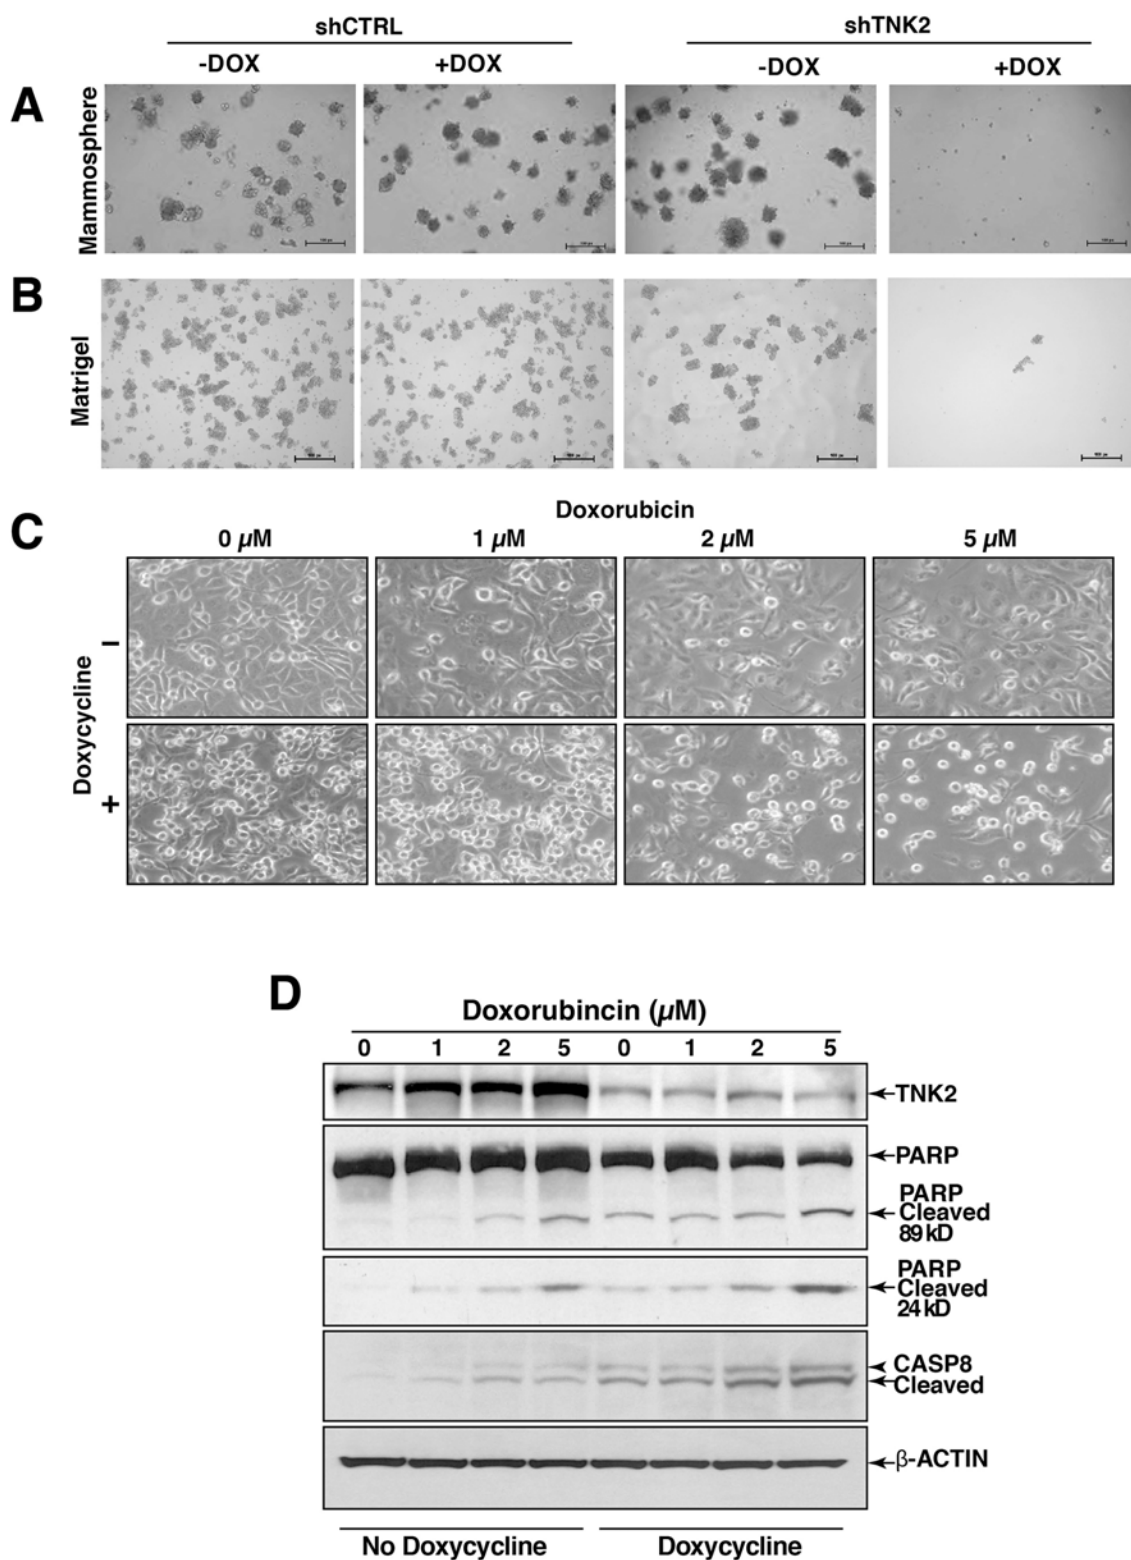 shCTRL shTNK2
-DOX +DOX -DOX +DOX
A
Mammosphere
B
Matrigel
C
Doxorubicin
0 µM 1 µM 2 µM 5 µM
Doxycycline
−
+
D
Doxorubincin (µM)
0 1 2 5 0 1 2 5
TNK2
PARP
PARP
Cleaved
89 kD
PARP
Cleaved
24 kD
CASP8
Cleaved
β-ACTIN
No Doxycycline Doxycycline